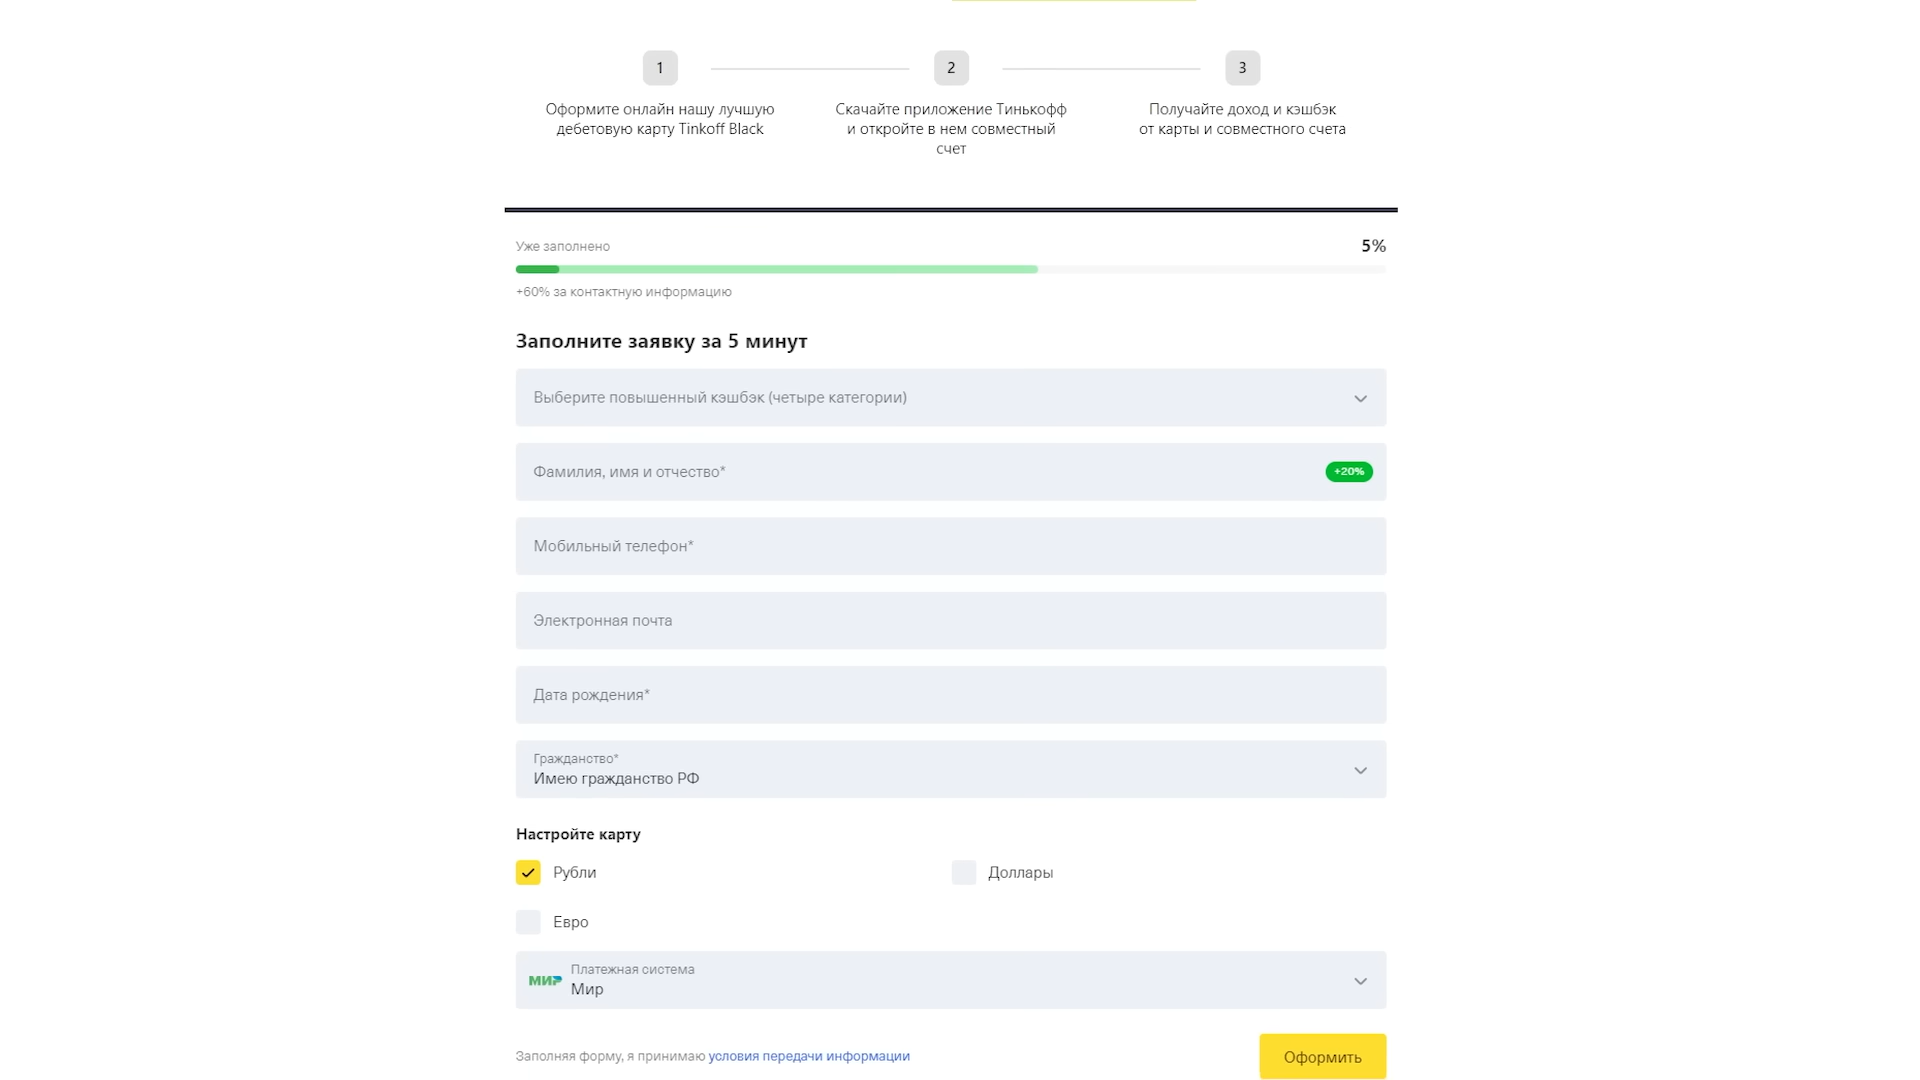 1
2
3
Оформите онлайн нашу лучшую
дебетовую карту Tinkoff Black
Скачайте приложение Тинькофф
и откройте в нем совместный
счет
Получайте доход и кэшбэк
от карты и совместного счета
Уже заполнено
5%
+60% за контактную информацию
Заполните заявку за 5 минут
Выберите повышенный кэшбэк (четыре категории)
Фамилия, имя и отчество*
+20%
Мобильный телефон*
Электронная почта
Дата рождения*
Гражданство*
Имею гражданство РФ
Настройте карту
Рубли
Доллары
Евро
МИР
Платежная система
Мир
Заполняя форму, я принимаю условия передачи информации
Оформить